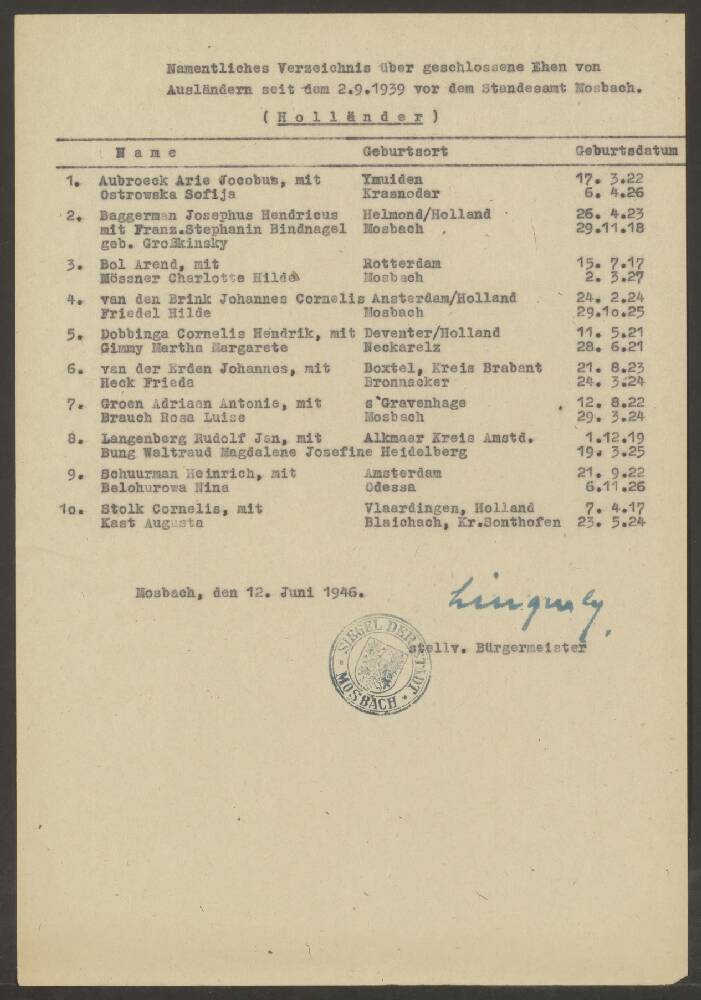 Namentliches Verzeichnis über geschlossene Ehen von
Ausländern seit dem 2.9.1939 vor dem Standesamt Mosbach.
( H o l l ä n d e r )
N a m e Geburtsort Geburtsdatum
1. Aubroeck Arie Jocobus, mit Ymuiden 17. 3.22
Ostrowska Sofija Krasnodar 6. 4.26
2. Baggerman Josephus Hendricus Helmond/Holland 26. 4.23
mit Franz.Stephanin Bindnagel Mosbach 29.11.18
geb. Großkinsky
3. Bol Arend, mit Rotterdam 15. 7.17
Mössner Charlotte Hilde Mosbach 2. 3.27
4. van den Brink Johannes Cornelis Amsterdam/Holland 24. 2.24
Friedel Hilde Mosbach 29.1o.25
5. Dobbinga Cornelis Hendrik, mit Deventer/Holland 11. 5.21
Gimmy Martha Margarete Neckarelz 28. 6.21
6. van der Erden Johannes, mit Boxtel, Kreis Brabant 21. 8.23
Heck Frieda Bronnacker 24. 3.24
7. Groen Adriaan Antonie, mit s'Gravenhage 12. 8.22
Brauch Rosa Luise Mosbach 29. 3.24
8. Langenberg Rudolf Jan, mit Alkmaar Kreis Amstd. 1.12.19
Bung Waltraud Magdalene Josefine Heidelberg 19. 3.25
9. Schuurman Heinrich, mit Amsterdam 21. 9.22
Belohurowa Nina Odessa 6.11.26
1o. Stolk Cornelis, mit Vlaardingen, Holland 7. 4.17
Kast Augusta Blaichach, Kr.Sonthofen 23. 5.24
Mosbach, den 12. Juni 1946.
stellv. Bürgermeister
SIEGEL DER STADT
MOSBACH